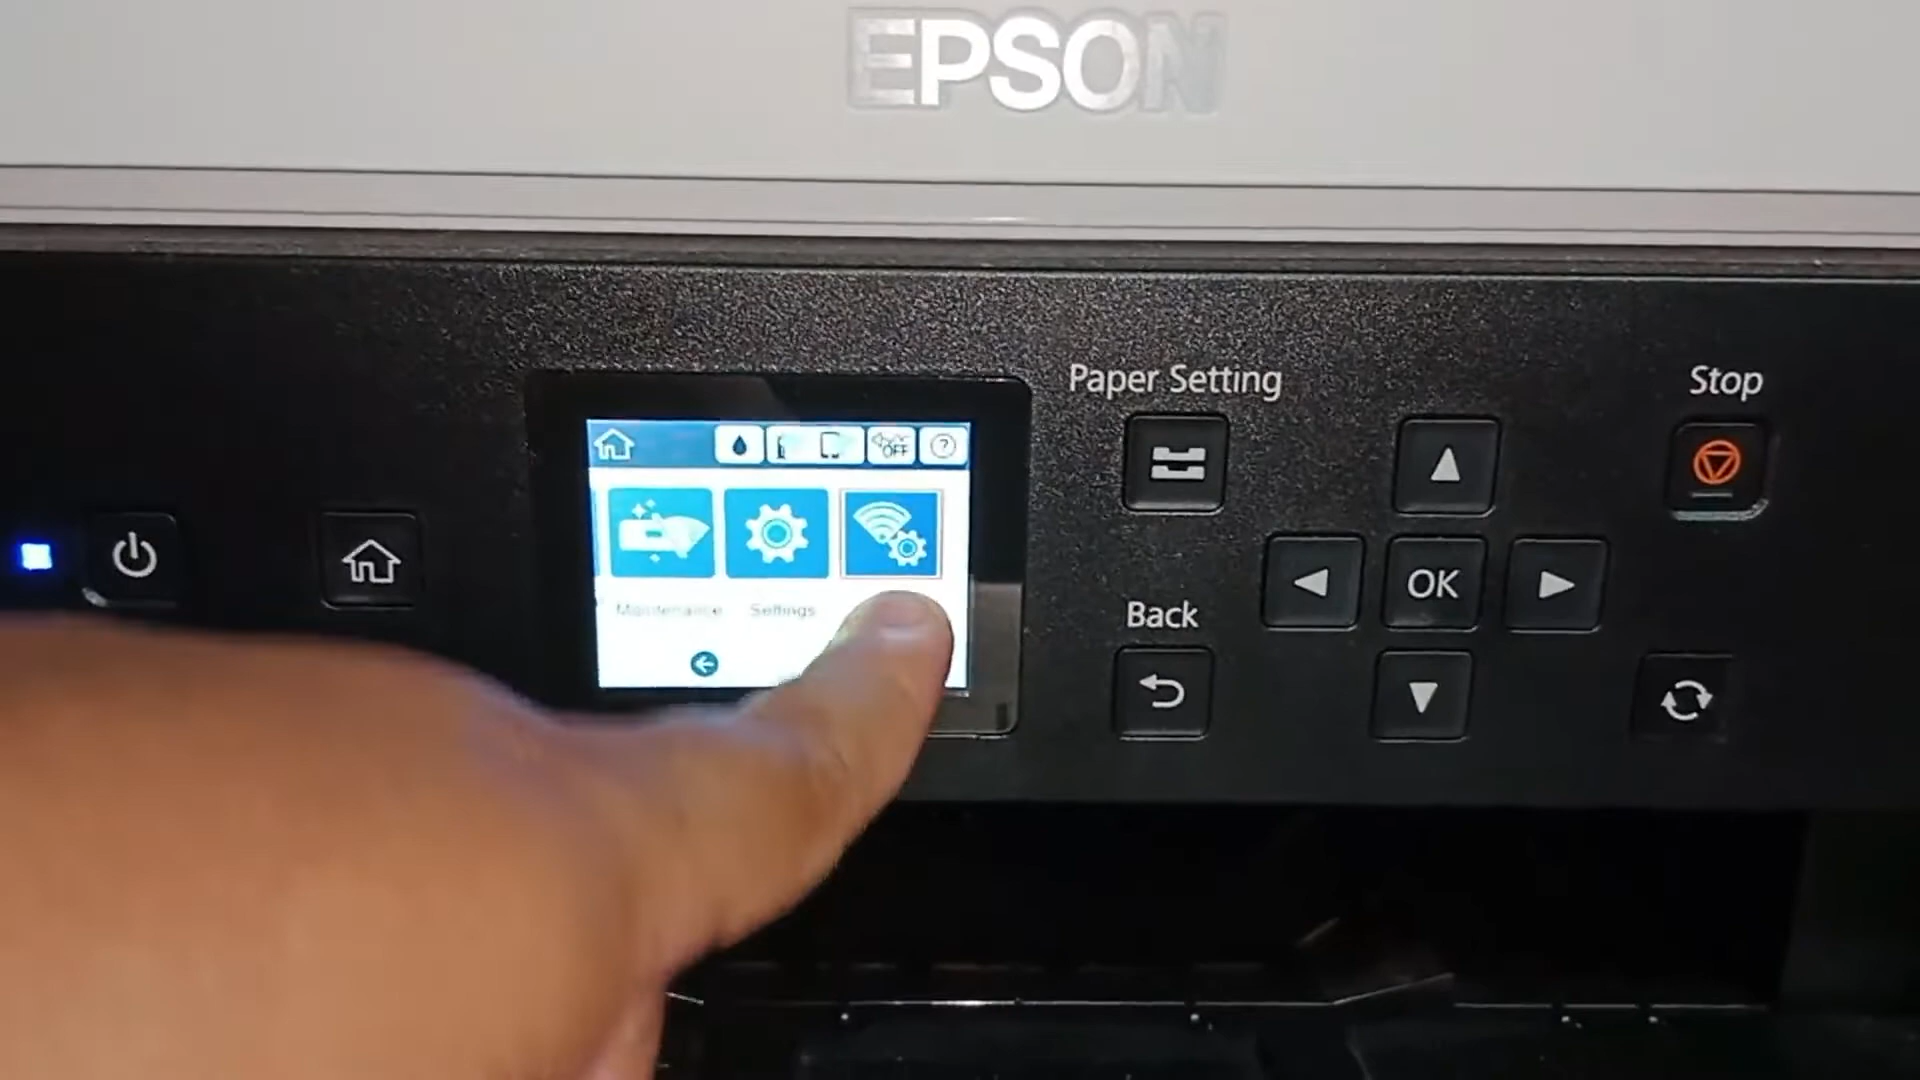 EPSON
Paper Setting
Stop
OFF
?
OK
Maintenance Settings
Back